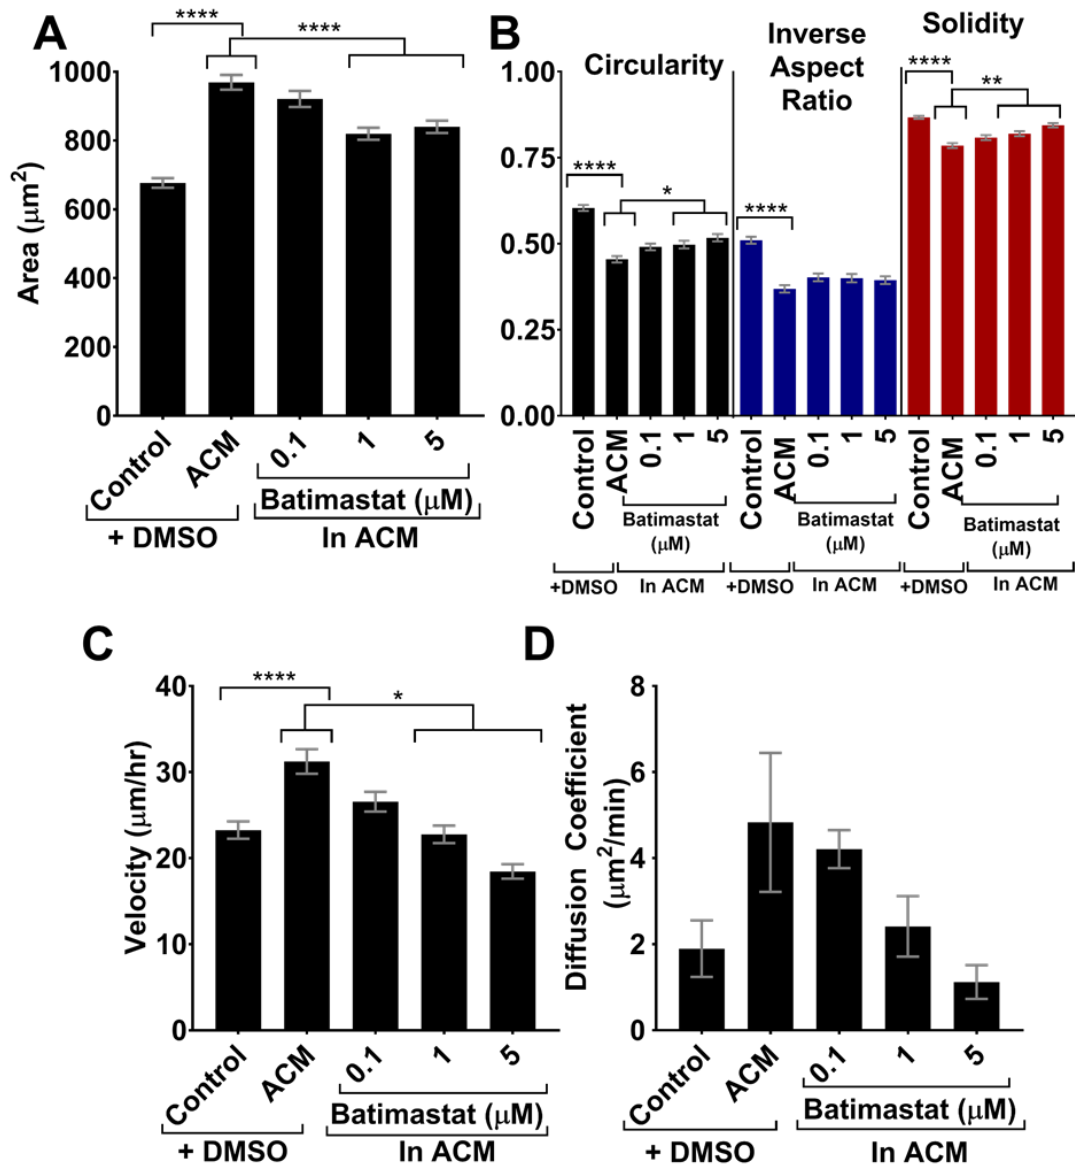 A
****
****
Area (μm²)
1000
800
600
400
200
0
Control
ACM
0.1
1
5
Batimastat (μM)
+ DMSO
In ACM
B
Circularity
Inverse
Aspect
Ratio
Solidity
****
*
****
****
**
1.00
0.75
0.50
0.25
0.00
Control
ACM
0.1
1
5
Control
ACM
0.1
1
5
Control
ACM
0.1
1
5
Batimastat
(μM)
Batimastat
(μM)
Batimastat
(μM)
+DMSO
In ACM
+DMSO
In ACM
+DMSO
In ACM
C
****
*
Velocity (μm/hr)
40
30
20
10
0
Control
ACM
0.1
1
5
Batimastat (μM)
+ DMSO
In ACM
D
Diffusion Coefficient
(μm²/min)
8
6
4
2
0
Control
ACM
0.1
1
5
Batimastat (μM)
+ DMSO
In ACM